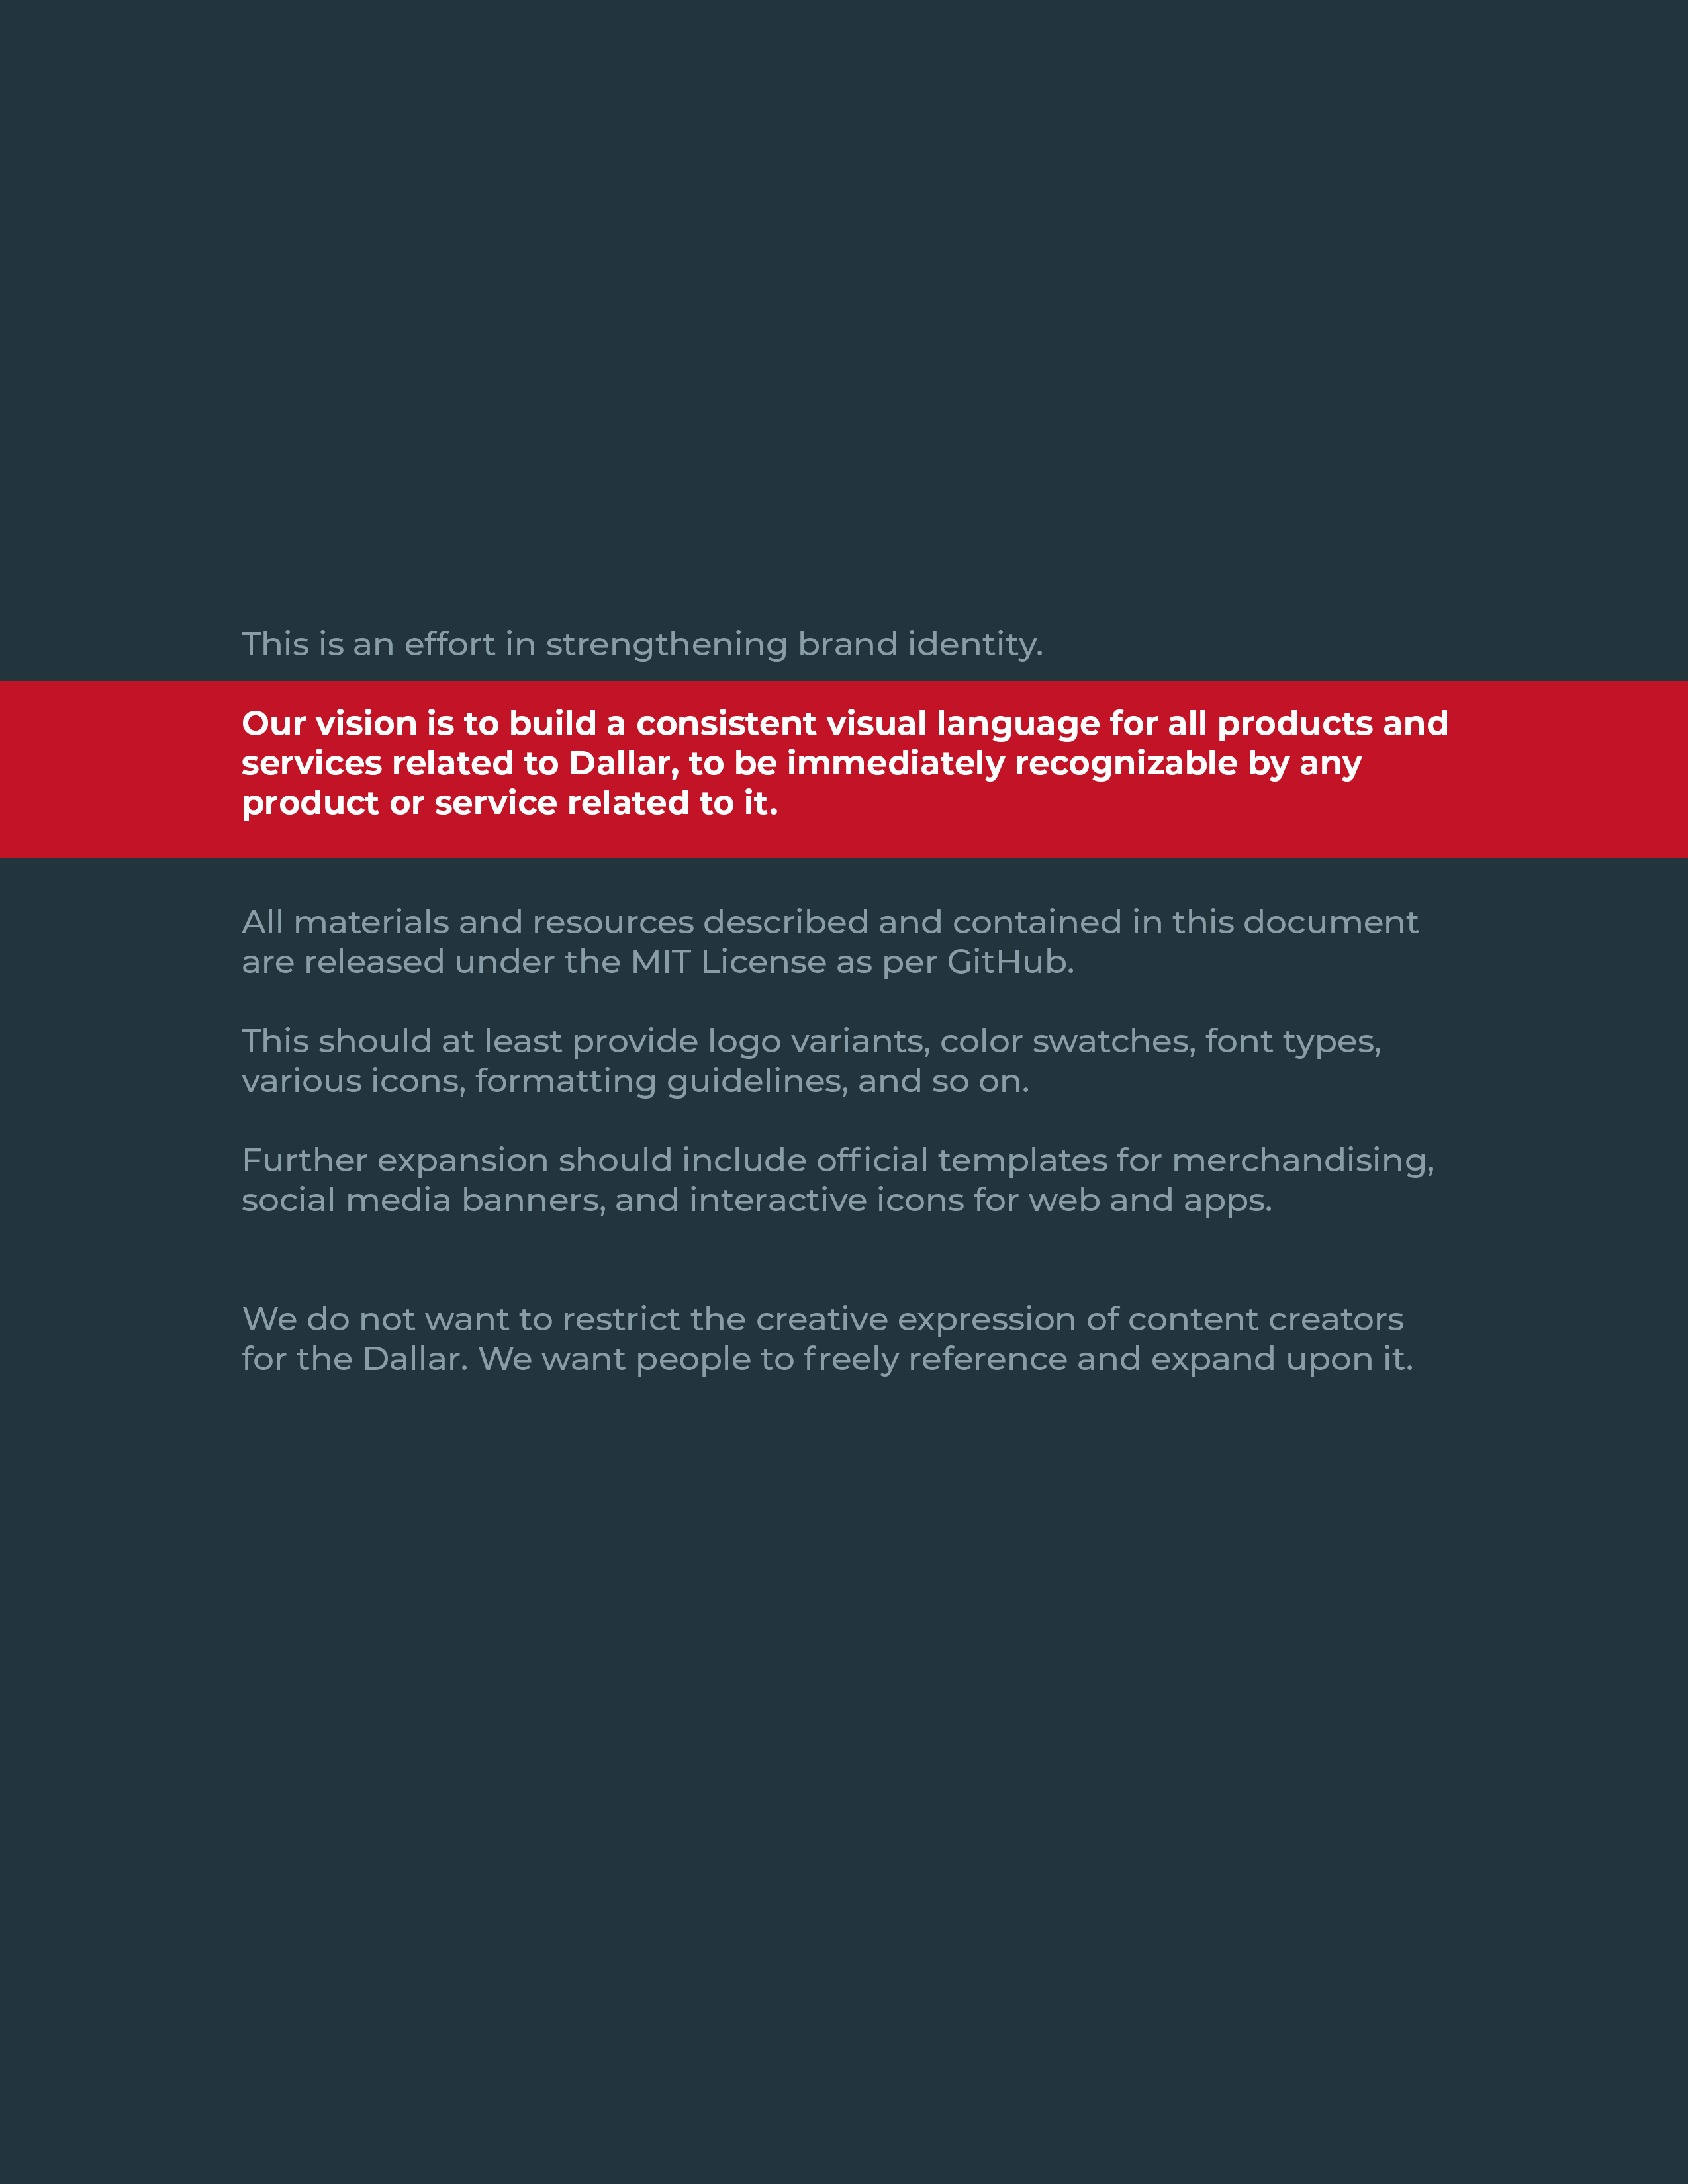 This is an effort in strengthening brand identity.
Our vision is to build a consistent visual language for all products and
services related to Dallar, to be immediately recognizable by any
product or service related to it.
All materials and resources described and contained in this document
are released under the MIT License as per GitHub.
This should at least provide logo variants, color swatches, font types,
various icons, formatting guidelines, and so on.
Further expansion should include official templates for merchandising,
social media banners, and interactive icons for web and apps.
We do not want to restrict the creative expression of content creators
for the Dallar. We want people to freely reference and expand upon it.